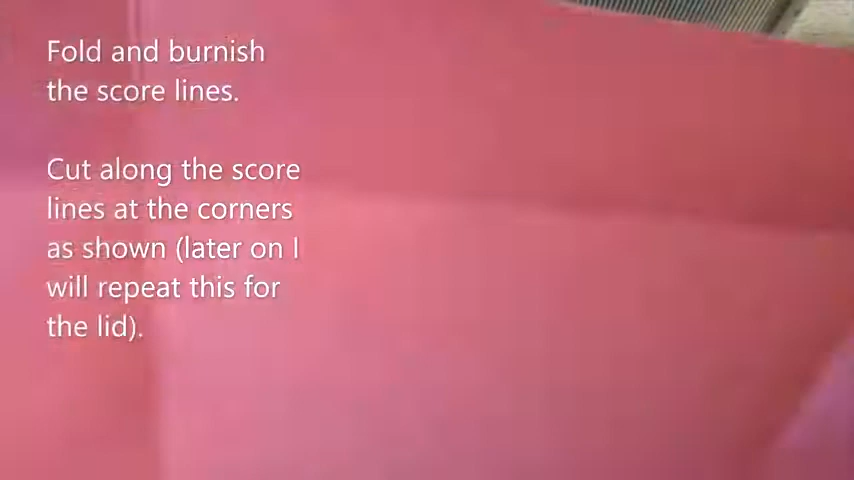 Fold and burnish
the score lines.
Cut along the score
lines at the corners
as shown (later on I
will repeat this for
the lid).